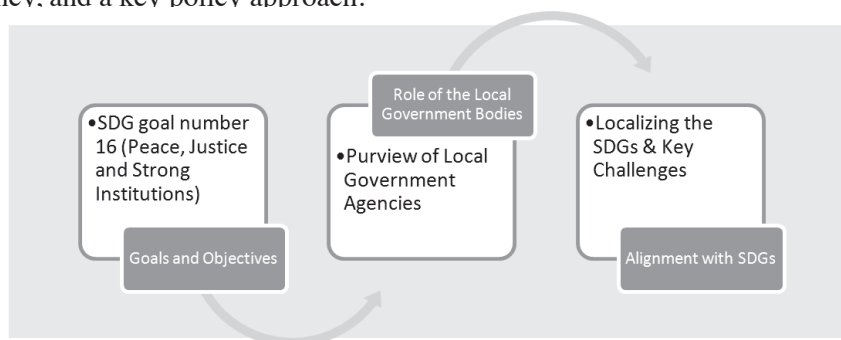 and a key policy approach:
•SDG goal number
16 (Peace, Justice
and Strong
Institutions)
Goals and Objectives
Role of the Local
Government Bodies
•Purview of Local
Government
Agencies
•Localizing the
SDGs & Key
Challenges
Alignment with SDGs